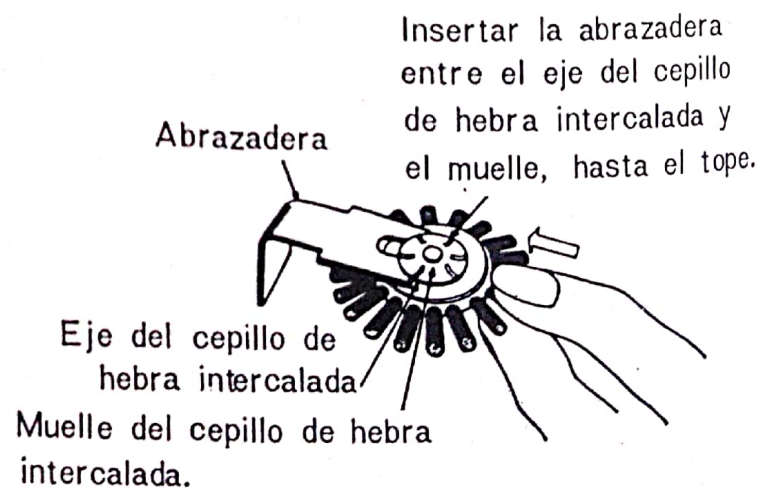 Insertar la abrazadera
entre el eje del cepillo
de hebra intercalada y
el muelle, hasta el tope.
Abrazadera
Eje del cepillo de
hebra intercalada
Muelle del cepillo de hebra
intercalada.